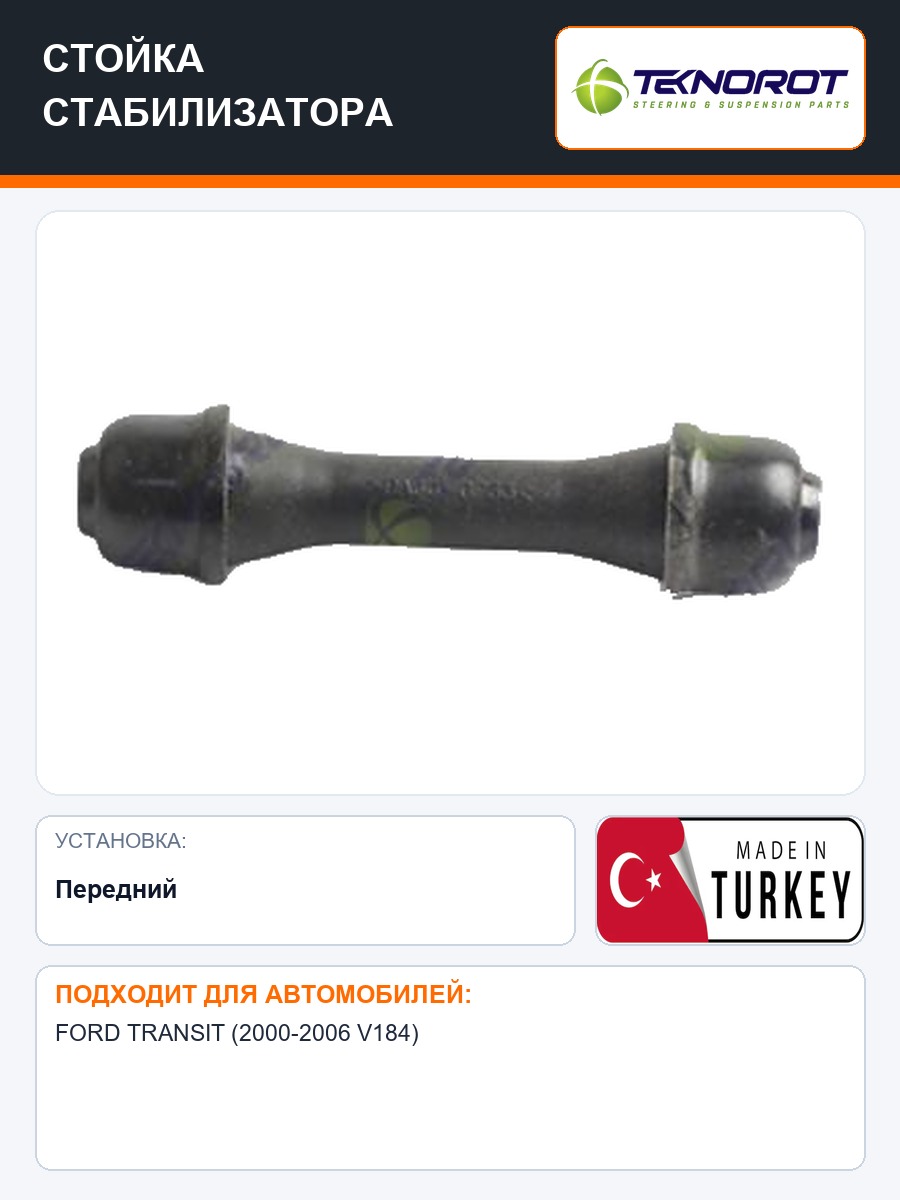 СТОЙКА
СТАБИЛИЗАТОРА
TEKNOROT
STEERING & SUSPENSION PARTS
УСТАНОВКА:
Передний
MADE IN
TURKEY
ПОДХОДИТ ДЛЯ АВТОМОБИЛЕЙ:
FORD TRANSIT (2000-2006 V184)